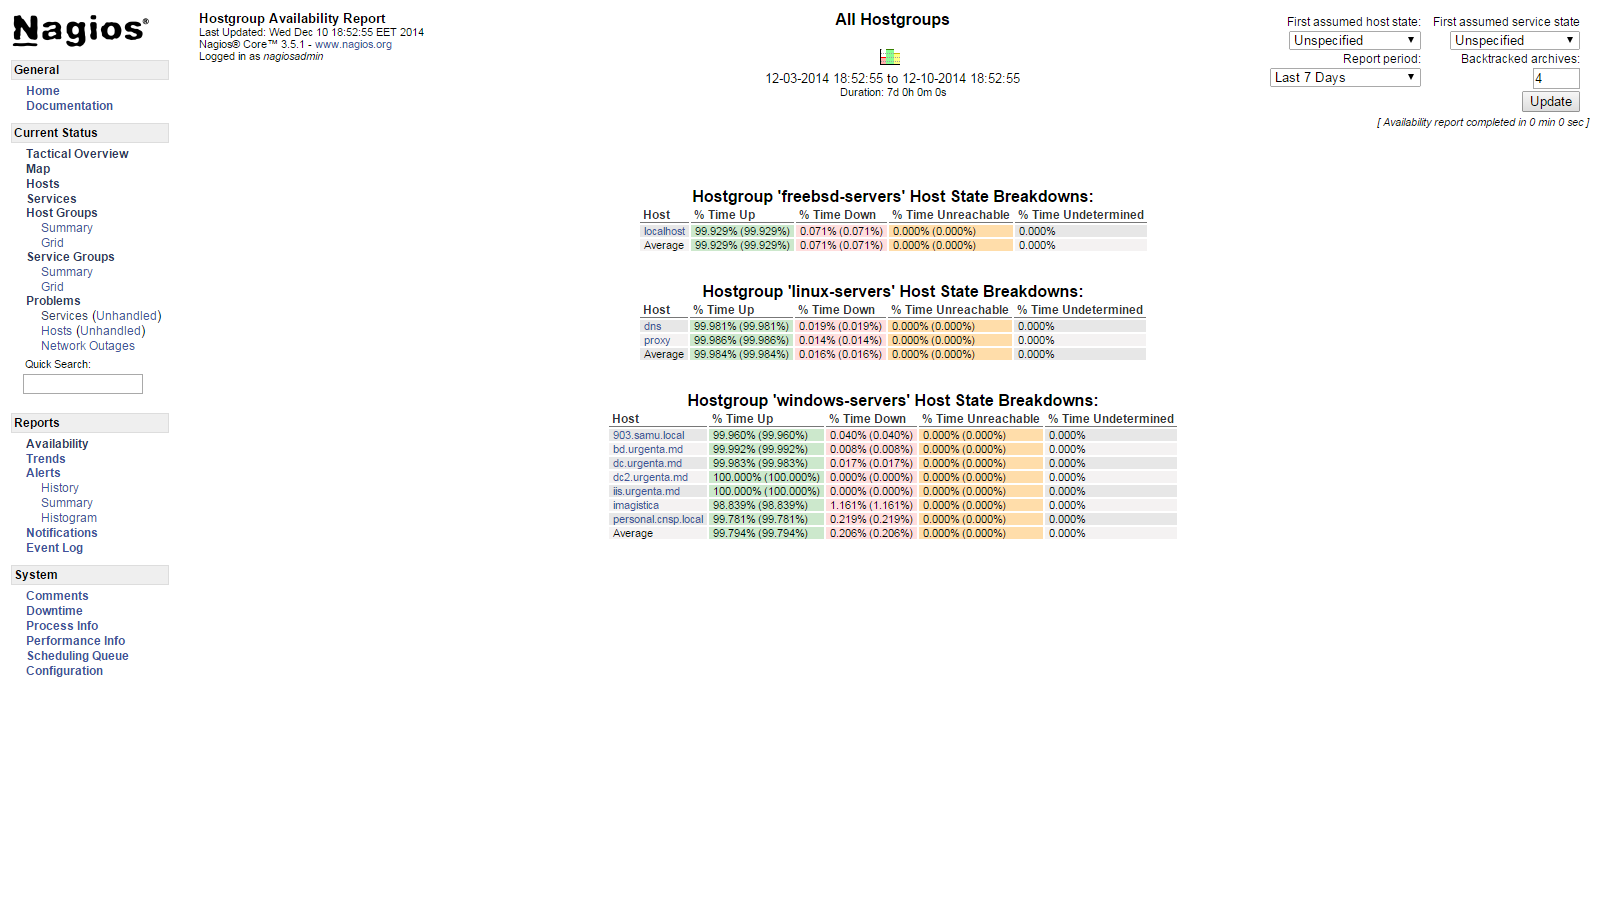 Nagios®
General
Home
Documentation
Current Status
Tactical Overview
Map
Hosts
Services
Host Groups
Summary
Grid
Service Groups
Summary
Grid
Problems
Services (Unhandled)
Hosts (Unhandled)
Network Outages
Quick Search:
Reports
Availability
Trends
Alerts
History
Summary
Histogram
Notifications
Event Log
System
Comments
Downtime
Process Info
Performance Info
Scheduling Queue
Configuration
Hostgroup Availability Report
Last Updated: Wed Dec 10 18:52:55 EET 2014
Nagios® Core™ 3.5.1 - www.nagios.org
Logged in as nagiosadmin
All Hostgroups
12-03-2014 18:52:55 to 12-10-2014 18:52:55
Duration: 7d 0h 0m 0s
First assumed host state: First assumed service state
Unspecified Unspecified
Report period: Backtracked archives:
Last 7 Days 4
Update
[ Availability report completed in 0 min 0 sec ]
Hostgroup 'freebsd-servers' Host State Breakdowns:
Host % Time Up % Time Down % Time Unreachable % Time Undetermined
localhost 99.929% (99.929%) 0.071% (0.071%) 0.000% (0.000%) 0.000%
Average 99.929% (99.929%) 0.071% (0.071%) 0.000% (0.000%) 0.000%
Hostgroup 'linux-servers' Host State Breakdowns:
Host % Time Up % Time Down % Time Unreachable % Time Undetermined
dns 99.981% (99.981%) 0.019% (0.019%) 0.000% (0.000%) 0.000%
proxy 99.986% (99.986%) 0.014% (0.014%) 0.000% (0.000%) 0.000%
Average 99.984% (99.984%) 0.016% (0.016%) 0.000% (0.000%) 0.000%
Hostgroup 'windows-servers' Host State Breakdowns:
Host % Time Up % Time Down % Time Unreachable % Time Undetermined
903.samu.local 99.960% (99.960%) 0.040% (0.040%) 0.000% (0.000%) 0.000%
bd.urgenta.md 99.992% (99.992%) 0.008% (0.008%) 0.000% (0.000%) 0.000%
dc.urgenta.md 99.983% (99.983%) 0.017% (0.017%) 0.000% (0.000%) 0.000%
dc2.urgenta.md 100.000% (100.000%) 0.000% (0.000%) 0.000% (0.000%) 0.000%
iis.urgenta.md 100.000% (100.000%) 0.000% (0.000%) 0.000% (0.000%) 0.000%
imagistica 98.839% (98.839%) 1.161% (1.161%) 0.000% (0.000%) 0.000%
personal.cnsp.local 99.781% (99.781%) 0.219% (0.219%) 0.000% (0.000%) 0.000%
Average 99.794% (99.794%) 0.206% (0.206%) 0.000% (0.000%) 0.000%